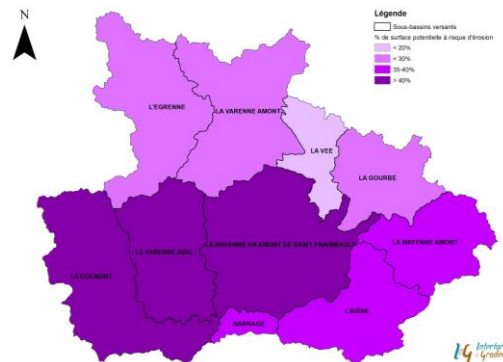 N
Légende
Sous-bassins versants
% de surface potentielle à risque d'érosion
< 20%
< 30%
35-40%
> 40%
L'EGRENNE
LA VARENNE AMONT
LA VEE
LA GOURBE
LA MAYENNE EN AMONT DE SAINT FRAIMBAULT
LA MAYENNE AMONT
LA VARENNE AVAL
LA COLMONT
L'AISNE
BARRAGE